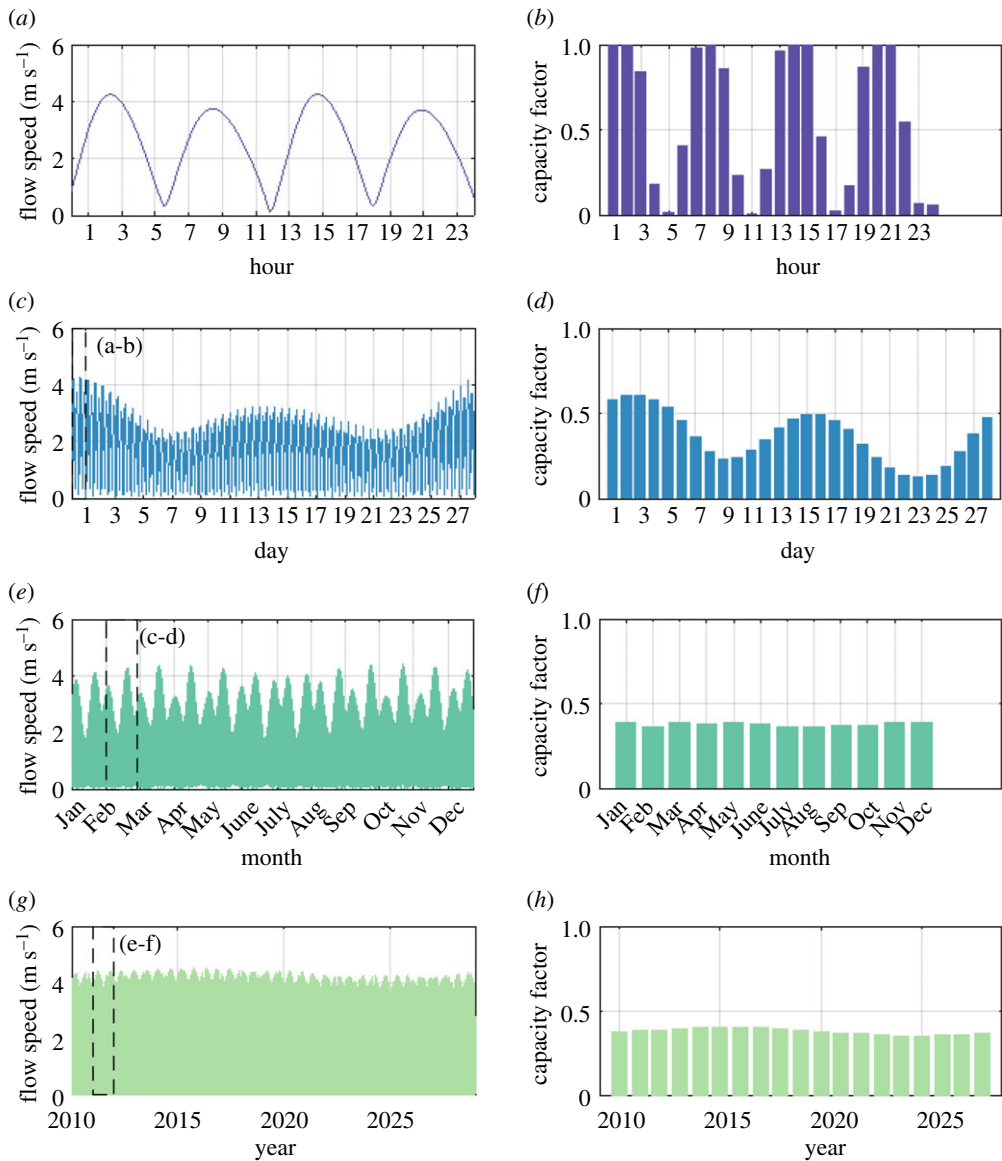 (a)
6
4
2
0
flow speed (m s⁻¹)
1 3 5 7 9 11 13 15 17 19 21 23
hour
(b)
1.0
0.5
0
capacity factor
1 3 5 7 9 11 13 15 17 19 21 23
hour
(c)
6
4
2
0
flow speed (m s⁻¹)
(a-b)
1 3 5 7 9 11 13 15 17 19 21 23 25 27
day
(d)
1.0
0.5
0
capacity factor
1 3 5 7 9 11 13 15 17 19 21 23 25 27
day
(e)
6
4
2
0
flow speed (m s⁻¹)
(c-d)
Jan Feb Mar Apr May June July Aug Sep Oct Nov Dec
month
(f)
1.0
0.5
0
capacity factor
Jan Feb Mar Apr May June July Aug Sep Oct Nov Dec
month
(g)
6
4
2
0
flow speed (m s⁻¹)
(e-f)
2010 2015 2020 2025
year
(h)
1.0
0.5
0
capacity factor
2010 2015 2020 2025
year